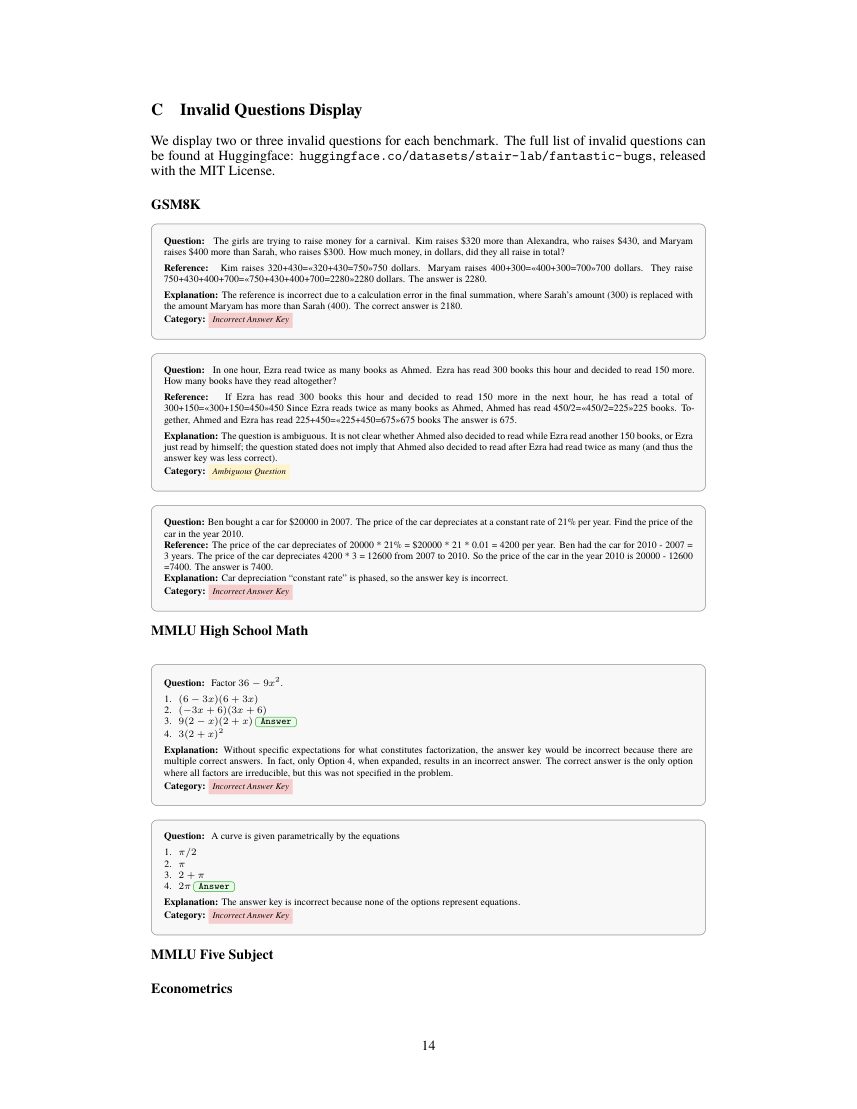 C Invalid Questions Display
We display two or three invalid questions for each benchmark. The full list of invalid questions can
be found at Huggingface: huggingface.co/datasets/stair-lab/fantastic-bugs, released
with the MIT License.
GSM8K
Question: The girls are trying to raise money for a carnival. Kim raises $320 more than Alexandra, who raises $430, and Maryam
raises $400 more than Sarah, who raises $300. How much money, in dollars, did they all raise in total?
Reference: Kim raises 320+430=«320+430=750»750 dollars. Maryam raises 400+300=«400+300=700»700 dollars. They raise
750+430+400+700=«750+430+400+700=2280»2280 dollars. The answer is 2280.
Explanation: The reference is incorrect due to a calculation error in the final summation, where Sarah's amount (300) is replaced with
the amount Maryam has more than Sarah (400). The correct answer is 2180.
Category: Incorrect Answer Key
Question: In one hour, Ezra read twice as many books as Ahmed. Ezra has read 300 books this hour and decided to read 150 more.
How many books have they read altogether?
Reference: If Ezra has read 300 books this hour and decided to read 150 more in the next hour, he has read a total of
300+150=«300+150=450»450 Since Ezra reads twice as many books as Ahmed, Ahmed has read 450/2=«450/2=225»225 books. To-
gether, Ahmed and Ezra has read 225+450=«225+450=675»675 books The answer is 675.
Explanation: The question is ambiguous. It is not clear whether Ahmed also decided to read while Ezra read another 150 books, or Ezra
just read by himself; the question stated does not imply that Ahmed also decided to read after Ezra had read twice as many (and thus the
answer key was less correct).
Category: Ambiguous Question
Question: Ben bought a car for $20000 in 2007. The price of the car depreciates at a constant rate of 21% per year. Find the price of the
car in the year 2010.
Reference: The price of the car depreciates of 20000 * 21% = $20000 * 21 * 0.01 = 4200 per year. Ben had the car for 2010 - 2007 =
3 years. The price of the car depreciates 4200 * 3 = 12600 from 2007 to 2010. So the price of the car in the year 2010 is 20000 - 12600
=7400. The answer is 7400.
Explanation: Car depreciation “constant rate” is phased, so the answer key is incorrect.
Category: Incorrect Answer Key
MMLU High School Math
Question: Factor 36 − 9x².
1. (6 − 3x)(6 + 3x)
2. (−3x + 6)(3x + 6)
3. 9(2 − x)(2 + x) Answer
4. 3(2 + x)²
Explanation: Without specific expectations for what constitutes factorization, the answer key would be incorrect because there are
multiple correct answers. In fact, only Option 4, when expanded, results in an incorrect answer. The correct answer is the only option
where all factors are irreducible, but this was not specified in the problem.
Category: Incorrect Answer Key
Question: A curve is given parametrically by the equations
1. π/2
2. π
3. 2 + π
4. 2π Answer
Explanation: The answer key is incorrect because none of the options represent equations.
Category: Incorrect Answer Key
MMLU Five Subject
Econometrics
14